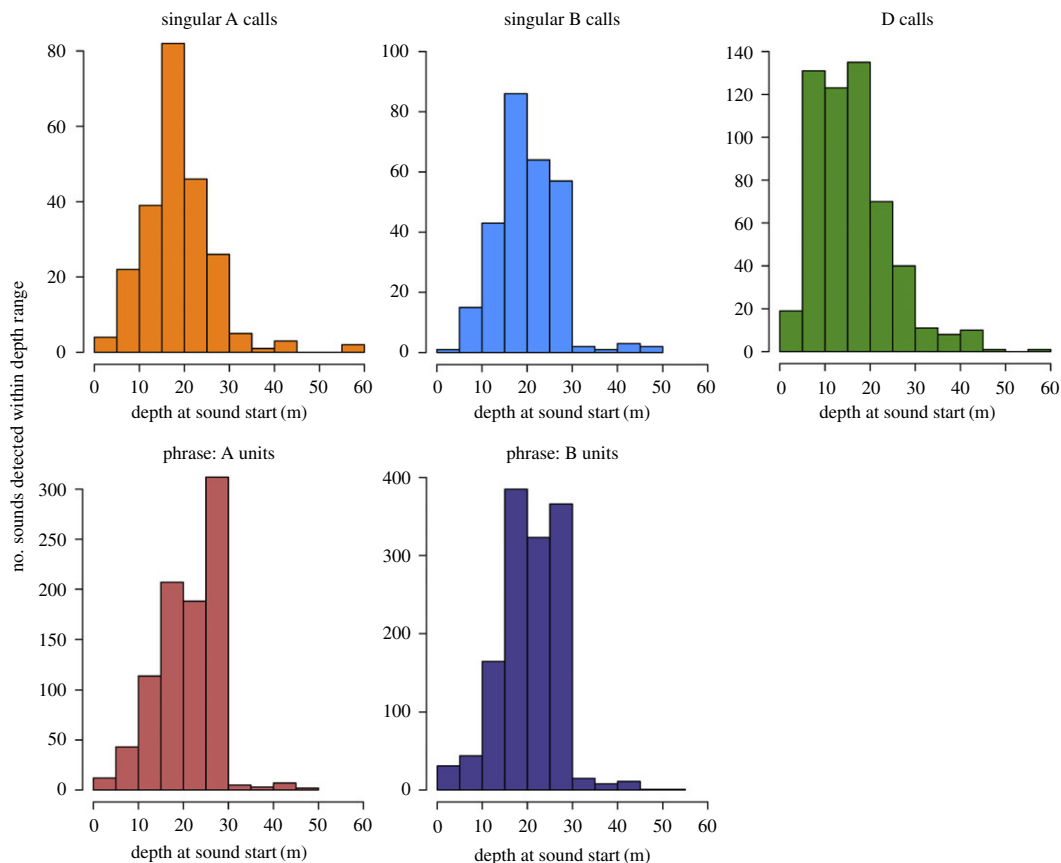 singular A calls
singular B calls
D calls
80
60
40
20
0
100
80
60
40
20
0
140
120
100
80
60
40
20
0
0 10 20 30 40 50 60
0 10 20 30 40 50 60
0 10 20 30 40 50 60
depth at sound start (m)
depth at sound start (m)
depth at sound start (m)
no. sounds detected within depth range
phrase: A units
phrase: B units
300
250
200
150
100
50
0
400
300
200
100
0
0 10 20 30 40 50 60
0 10 20 30 40 50 60
depth at sound start (m)
depth at sound start (m)